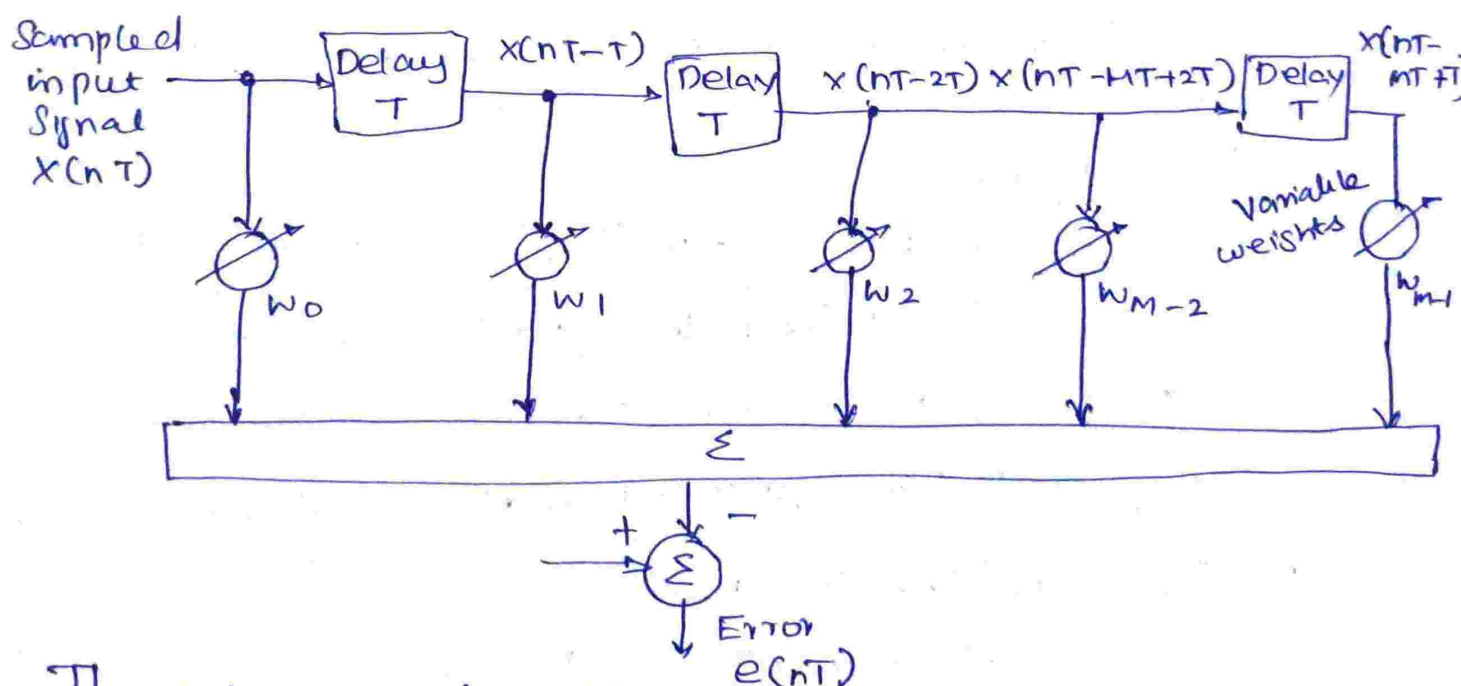 Sampled
input
Signal
X(nT)
Delay
T
X(nT-T)
Delay
T
X(nT-2T) X(nT-MT+2T)
Delay
T
X(nT-
mT+T)
Variable
weights
W0
W1
W2
WM-2
Wm-1
Σ
+
-
Σ
Error
e(nT)